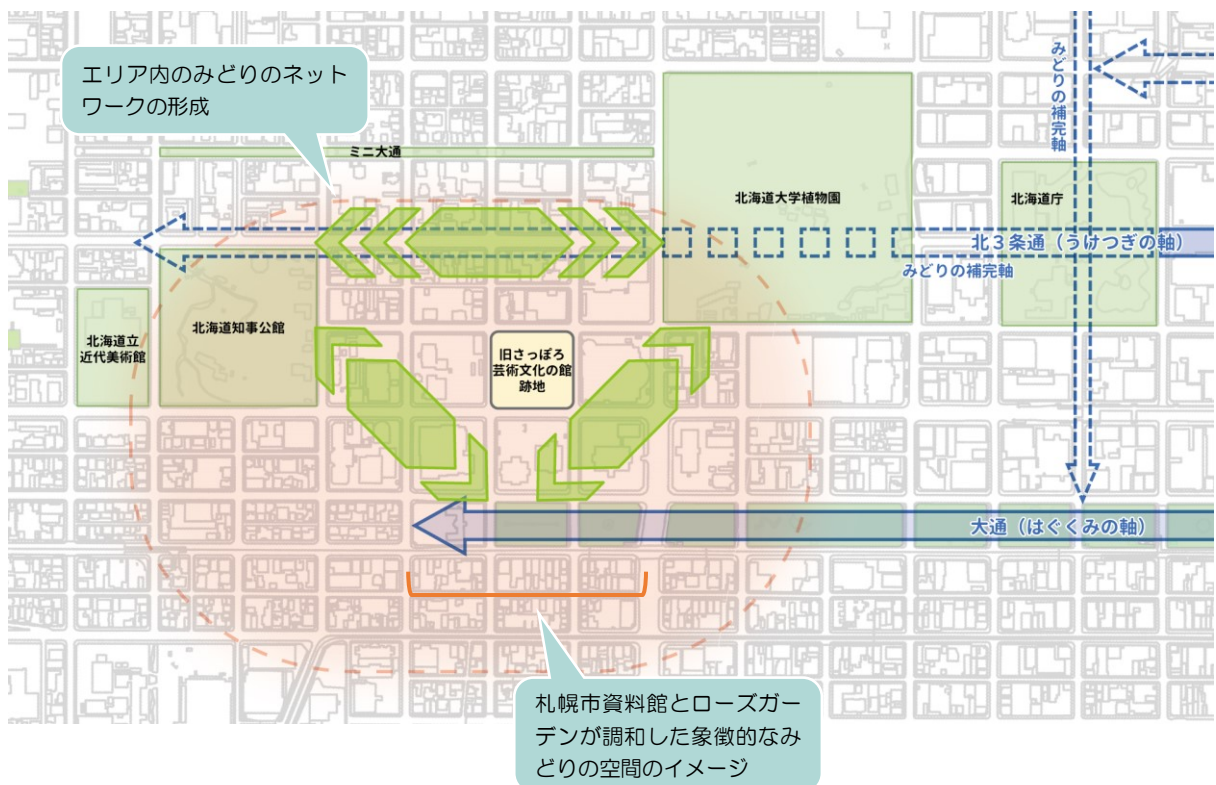 エリア内のみどりのネット
ワークの形成
ミニ大通
みどりの補完軸
北海道大学植物園
北海道庁
北3条通（うけつぎの軸）
みどりの補完軸
北海道知事公館
北海道立
近代美術館
旧さっぽろ
芸術文化の館
跡地
大通（はぐくみの軸）
札幌市資料館とローズガー
デンが調和した象徴的なみ
どりの空間のイメージ